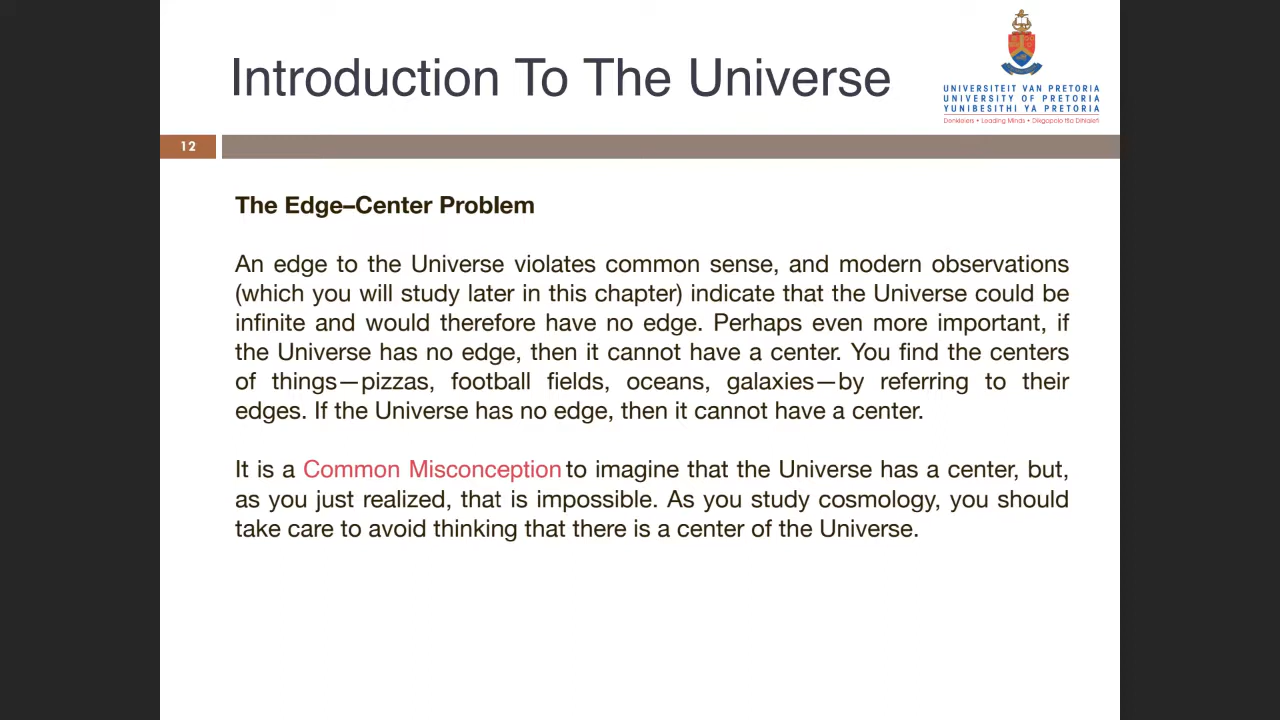 Introduction To The Universe
UNIVERSITEIT VAN PRETORIA
UNIVERSITY OF PRETORIA
YUNIBESITHI YA PRETORIA
Denkleiers • Leading Minds • Dikgopolo tša Dihlalefi
12
The Edge–Center Problem
An edge to the Universe violates common sense, and modern observations
(which you will study later in this chapter) indicate that the Universe could be
infinite and would therefore have no edge. Perhaps even more important, if
the Universe has no edge, then it cannot have a center. You find the centers
of things—pizzas, football fields, oceans, galaxies—by referring to their
edges. If the Universe has no edge, then it cannot have a center.
It is a Common Misconception to imagine that the Universe has a center, but,
as you just realized, that is impossible. As you study cosmology, you should
take care to avoid thinking that there is a center of the Universe.